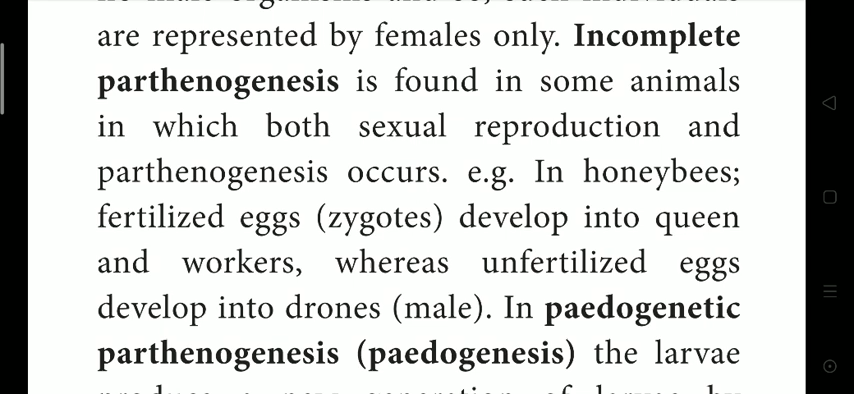 are represented by females only. Incomplete
parthenogenesis is found in some animals
in which both sexual reproduction and
parthenogenesis occurs. e.g. In honeybees;
fertilized eggs (zygotes) develop into queen
and workers, whereas unfertilized eggs
develop into drones (male). In paedogenetic
parthenogenesis (paedogenesis) the larvae